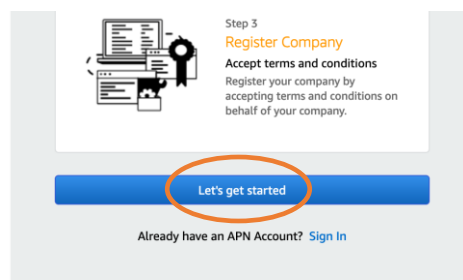 Step 3
Register Company
Accept terms and conditions
Register your company by
accepting terms and conditions on
behalf of your company.
Let's get started
Already have an APN Account? Sign In